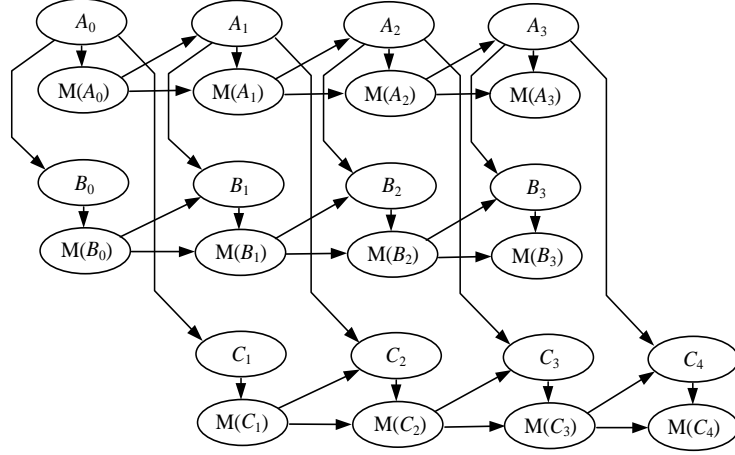 A₀ A₁ A₂ A₃
M(A₀) M(A₁) M(A₂) M(A₃)
B₀ B₁ B₂ B₃
M(B₀) M(B₁) M(B₂) M(B₃)
C₁ C₂ C₃ C₄
M(C₁) M(C₂) M(C₃) M(C₄)